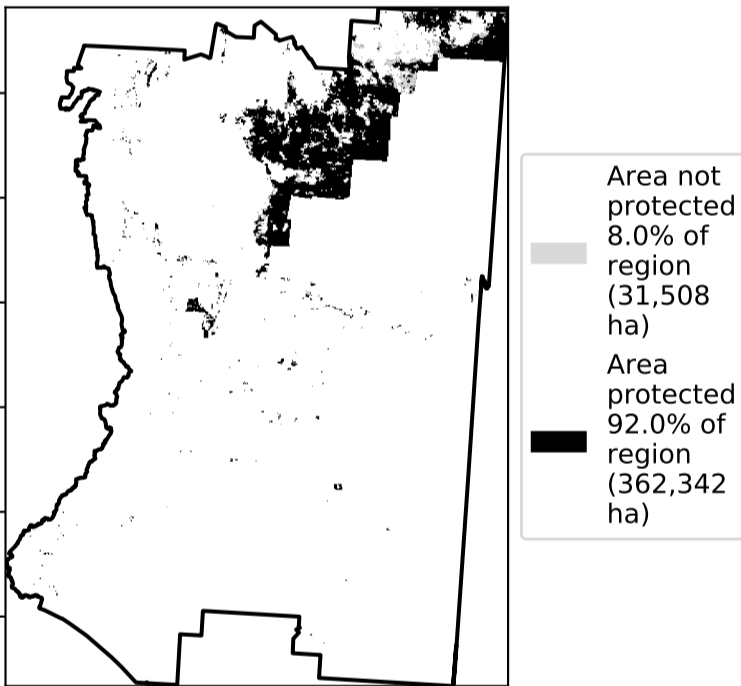 Area not
protected
8.0% of
region
(31,508
ha)
Area
protected
92.0% of
region
(362,342
ha)